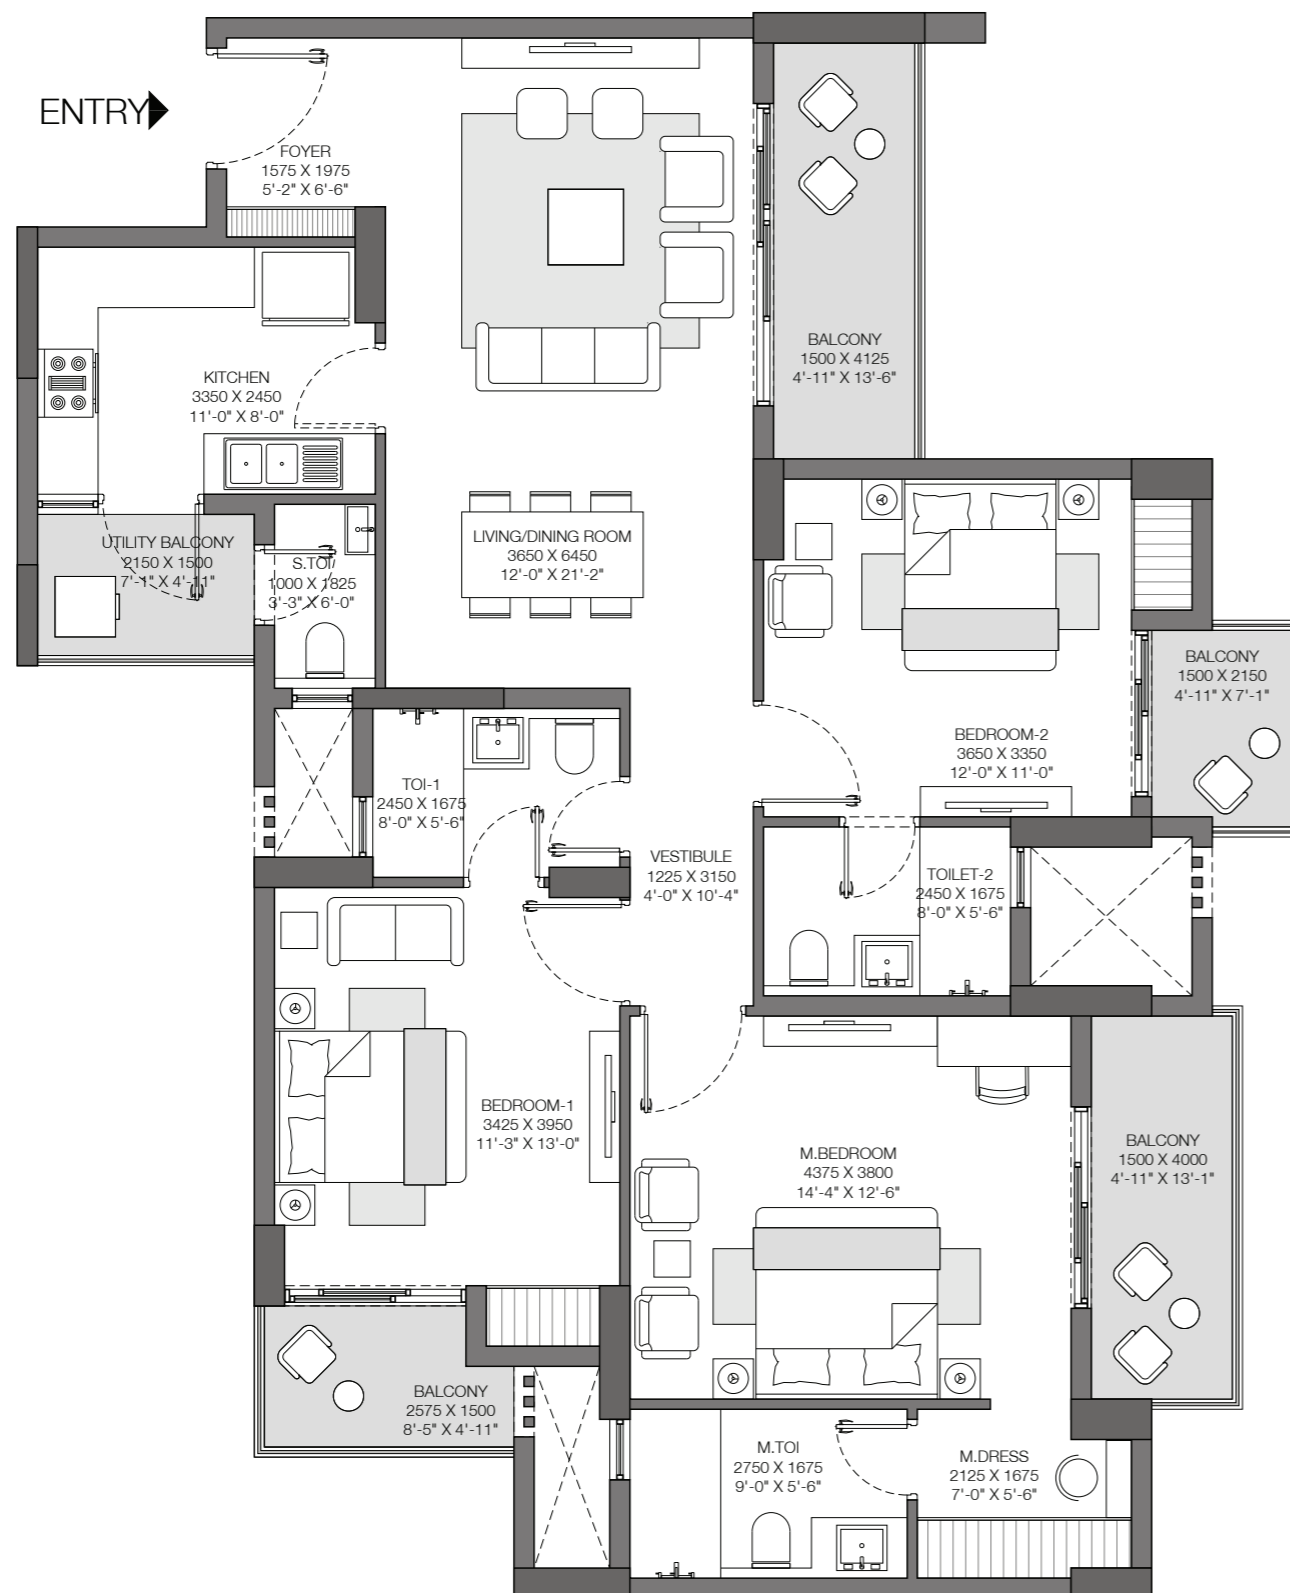 ENTRY
FOYER
1575 X 1975
5'-2" X 6'-6"
BALCONY
1500 X 4125
4'-11" X 13'-6"
KITCHEN
3350 X 2450
11'-0" X 8'-0"
LIVING/DINING ROOM
3650 X 6450
12'-0" X 21'-2"
UTILITY BALCONY
2150 X 1500
7'-1" X 4'-11"
S.TOI
1000 X 1825
3'-3" X 6'-0"
BALCONY
1500 X 2150
4'-11" X 7'-1"
BEDROOM-2
3650 X 3350
12'-0" X 11'-0"
TOI-1
2450 X 1675
8'-0" X 5'-6"
VESTIBULE
1225 X 3150
4'-0" X 10'-4"
TOILET-2
2450 X 1675
8'-0" X 5'-6"
BEDROOM-1
3425 X 3950
11'-3" X 13'-0"
M.BEDROOM
4375 X 3800
14'-4" X 12'-6"
BALCONY
1500 X 4000
4'-11" X 13'-1"
BALCONY
2575 X 1500
8'-5" X 4'-11"
M.TOI
2750 X 1675
9'-0" X 5'-6"
M.DRESS
2125 X 1675
7'-0" X 5'-6"